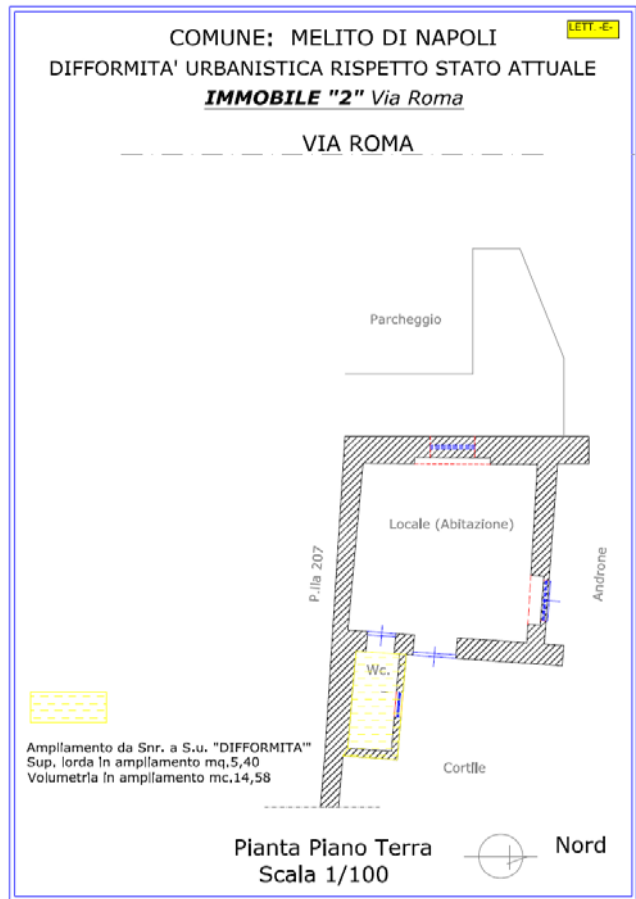 LETT. -E-
COMUNE: MELITO DI NAPOLI
DIFFORMITA' URBANISTICA RISPETTO STATO ATTUALE
IMMOBILE "2" Via Roma
VIA ROMA
Parcheggio
Locale (Abitazione)
P.lla 207
Androne
Wc.
Ampliamento da Snr. a S.u. "DIFFORMITA'"
Sup. lorda in ampliamento mq.5,40
Volumetria in ampliamento mc.14,58
Cortile
Pianta Piano Terra
Scala 1/100
Nord